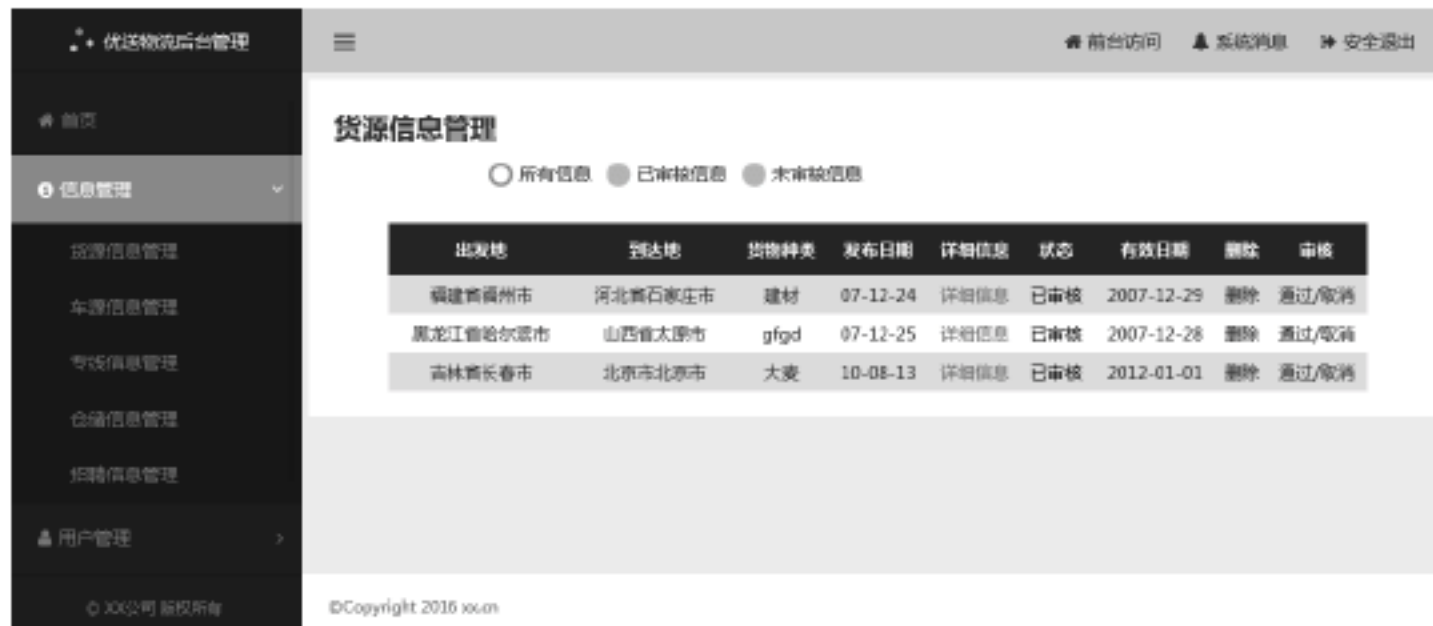 优送物流后台管理
前台访问 系统消息 安全退出
首页
信息管理
货源信息管理
车源信息管理
专线信息管理
仓储信息管理
招聘信息管理
用户管理
© XX公司 版权所有
货源信息管理
所有信息 已审核信息 未审核信息
出发地 到达地 货物种类 发布日期 详细信息 状态 有效日期 删除 审核
福建省福州市 河北省石家庄市 建材 07-12-24 详细信息 已审核 2007-12-29 删除 通过/取消
黑龙江省哈尔滨市 山西省太原市 gfgd 07-12-25 详细信息 已审核 2007-12-28 删除 通过/取消
吉林省长春市 北京市北京市 大麦 10-08-13 详细信息 已审核 2012-01-01 删除 通过/取消
©Copyright 2016 xx.cn